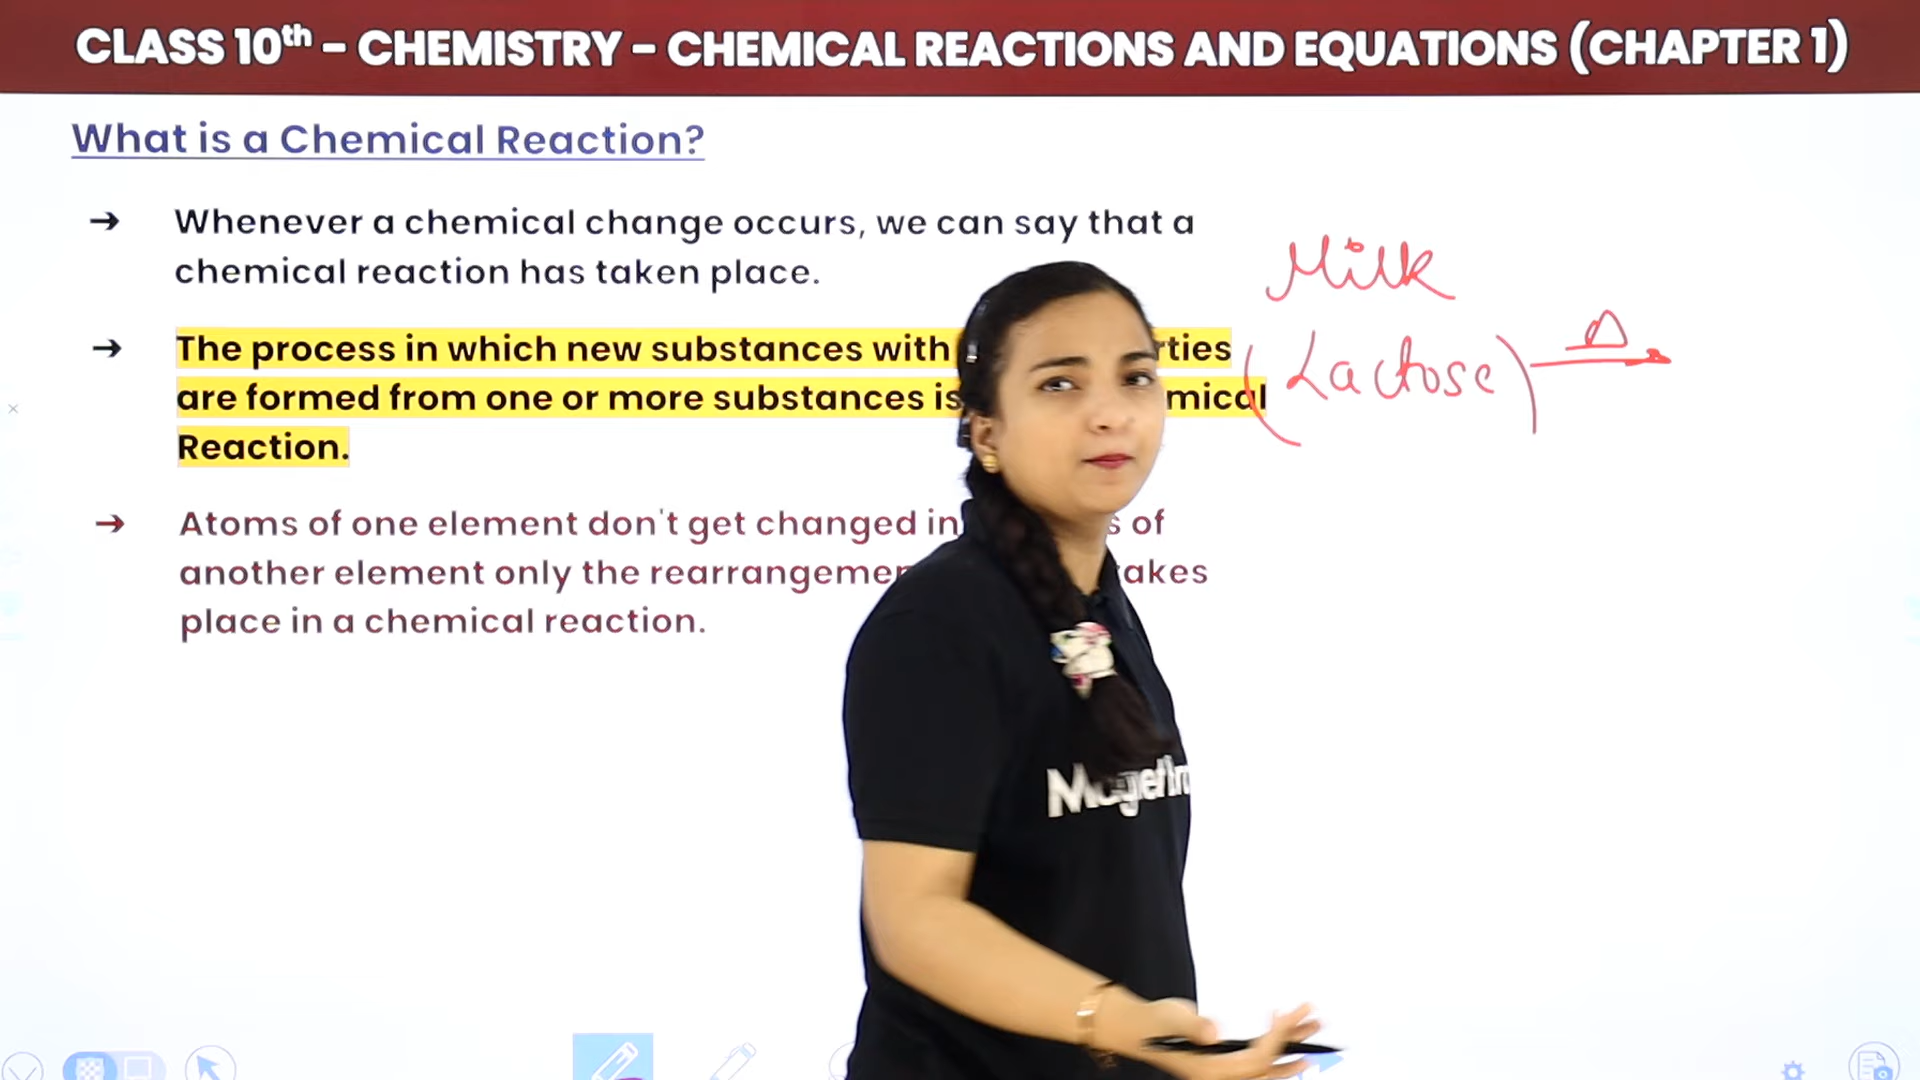 CLASS 10th - CHEMISTRY - CHEMICAL REACTIONS AND EQUATIONS (CHAPTER 1)
What is a Chemical Reaction?
➔ Whenever a chemical change occurs, we can say that a
chemical reaction has taken place.
➔ The process in which new substances with rties
are formed from one or more substances is mical
Reaction.
➔ Atoms of one element don't get changed in s of
another element only the rearrangemen takes
place in a chemical reaction.
Milk
(Lactose) Δ→